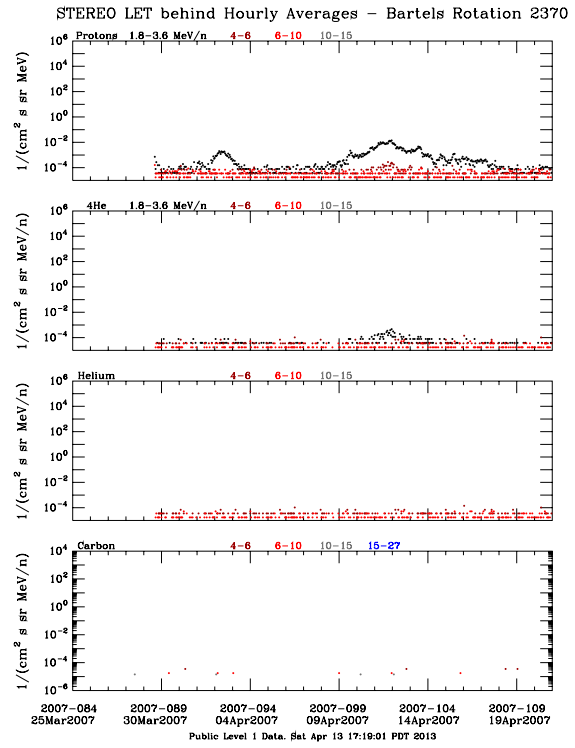 STEREO LET behind Hourly Averages - Bartels Rotation 2370
Protons 1.8-3.6 MeV/n 4-6 6-10 10-15
1/(cm² s sr MeV)
10⁶
10⁴
10²
10⁰
10⁻²
10⁻⁴
4He 1.8-3.6 MeV/n 4-6 6-10 10-15
1/(cm² s sr MeV/n)
10⁶
10⁴
10²
10⁰
10⁻²
10⁻⁴
Helium 4-6 6-10 10-15
1/(cm² s sr MeV/n)
10⁶
10⁴
10²
10⁰
10⁻²
10⁻⁴
Carbon 4-6 6-10 10-15 15-27
1/(cm² s sr MeV/n)
10⁴
10²
10⁰
10⁻²
10⁻⁴
10⁻⁶
2007-084 2007-089 2007-094 2007-099 2007-104 2007-109
25Mar2007 30Mar2007 04Apr2007 09Apr2007 14Apr2007 19Apr2007
Public Level 1 Data. Sat Apr 13 17:19:01 PDT 2013